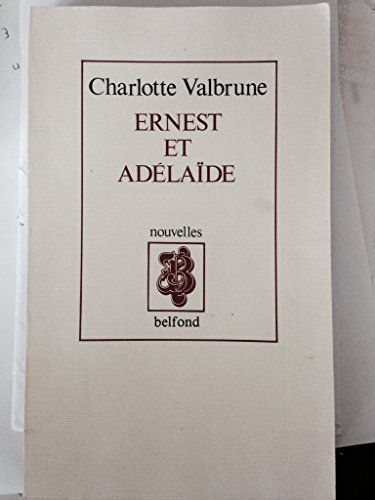 Charlotte Valbrune
ERNEST
ET
ADÉLAÏDE
nouvelles
belfond